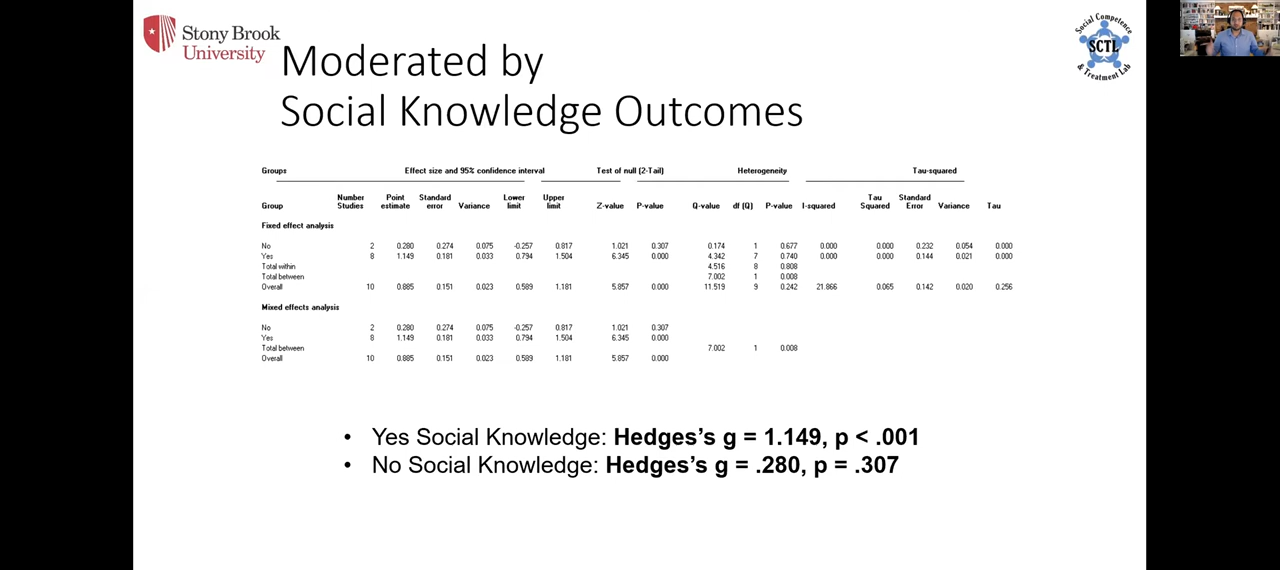 Stony Brook
University
Social Competence
SCTL
& Treatment Lab
Moderated by
Social Knowledge Outcomes
Groups Effect size and 95% confidence interval Test of null (2-Tail) Heterogeneity Tau-squared
Group Number Studies Point estimate Standard error Variance Lower limit Upper limit Z-value P-value Q-value df (Q) P-value I-squared Tau Squared Standard Error Variance Tau
Fixed effect analysis
No 2 0.280 0.274 0.075 -0.257 0.817 1.021 0.307 0.174 1 0.677 0.000 0.000 0.232 0.054 0.000
Yes 8 1.149 0.181 0.033 0.794 1.504 6.345 0.000 4.342 7 0.740 0.000 0.000 0.144 0.021 0.000
Total within 4.516 8 0.808
Total between 7.002 1 0.008
Overall 10 0.885 0.151 0.023 0.589 1.181 5.857 0.000 11.519 9 0.242 21.866 0.065 0.142 0.020 0.256
Mixed effects analysis
No 2 0.280 0.274 0.075 -0.257 0.817 1.021 0.307
Yes 8 1.149 0.181 0.033 0.794 1.504 6.345 0.000
Total between 7.002 1 0.008
Overall 10 0.885 0.151 0.023 0.589 1.181 5.857 0.000
• Yes Social Knowledge: Hedges's g = 1.149, p < .001
• No Social Knowledge: Hedges's g = .280, p = .307